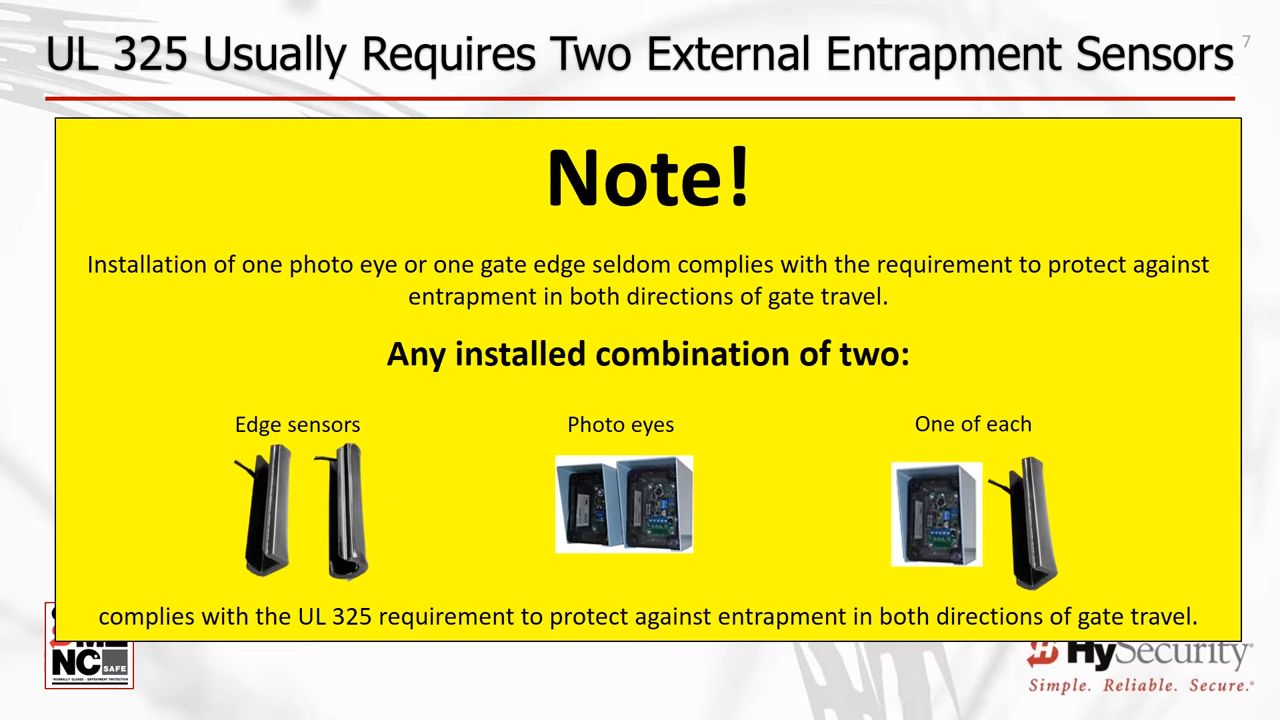 UL 325 Usually Requires Two External Entrapment Sensors
7
Note!
Installation of one photo eye or one gate edge seldom complies with the requirement to protect against
entrapment in both directions of gate travel.
Any installed combination of two:
Edge sensors
Photo eyes
One of each
complies with the UL 325 requirement to protect against entrapment in both directions of gate travel.
NC SAFE
HySecurity®
Simple. Reliable. Secure.®